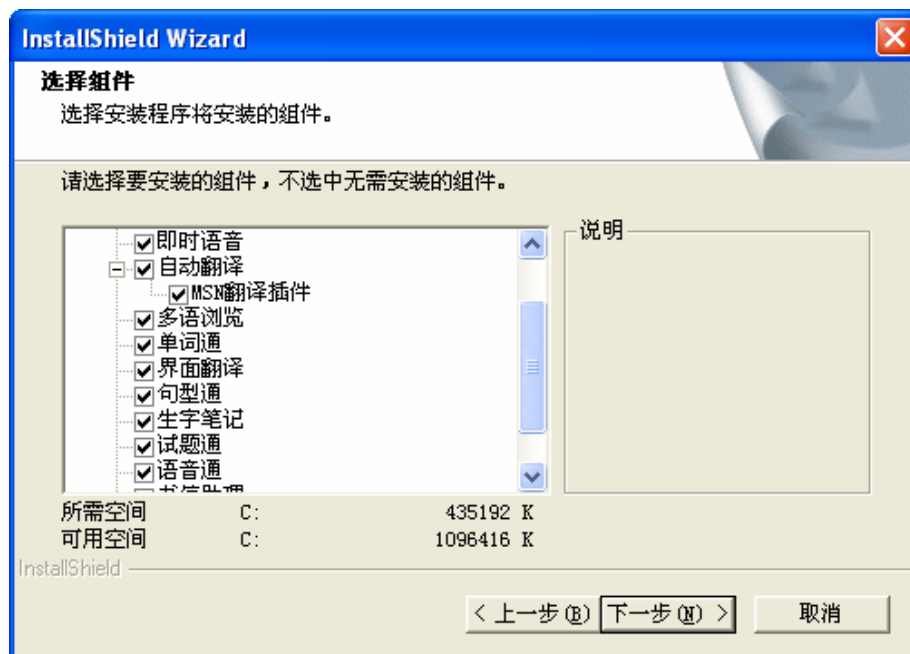 InstallShield Wizard
选择组件
选择安装程序将安装的组件。
请选择要安装的组件，不选中无需安装的组件。
即时语音
自动翻译
MSN翻译插件
多语浏览
单词通
界面翻译
句型通
生字笔记
试题通
语音通
说明
所需空间 C: 435192 K
可用空间 C: 1096416 K
InstallShield
< 上一步(B) 下一步(N) > 取消